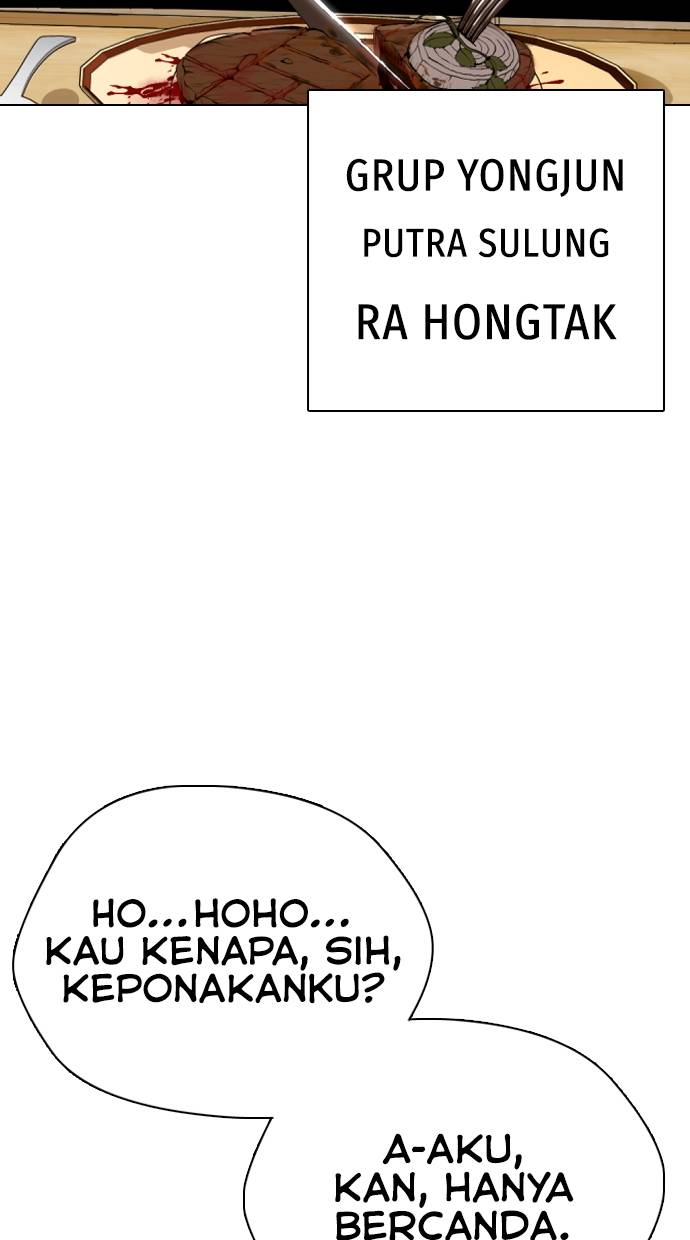 GRUP YONGJUN
PUTRA SULUNG
RA HONGTAK
HO...HOHO...
KAU KENAPA, SIH,
KEPONAKANKU?
A-AKU,
KAN, HANYA
BERCANDA.